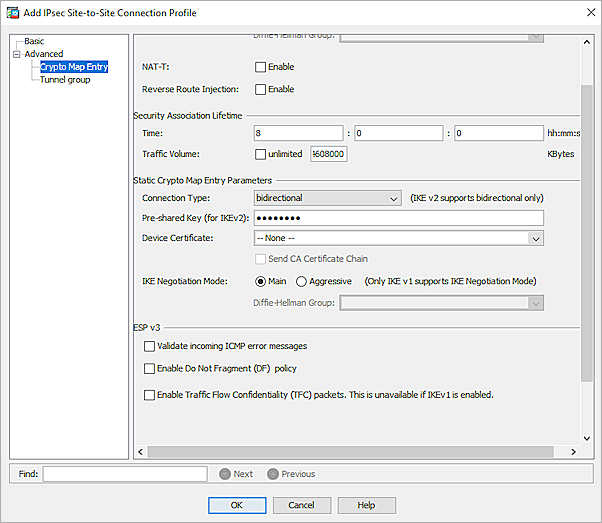 Add IPsec Site-to-Site Connection Profile
Basic
Advanced
Crypto Map Entry
Tunnel group
Diffie-Hellman Group:
NAT-T: Enable
Reverse Route Injection: Enable
Security Association Lifetime
Time: 8 : 0 : 0 hh:mm:s
Traffic Volume: unlimited 4608000 KBytes
Static Crypto Map Entry Parameters
Connection Type: bidirectional (IKE v2 supports bidirectional only)
Pre-shared Key (for IKEv2): ●●●●●●●●
Device Certificate: -- None --
Send CA Certificate Chain
IKE Negotiation Mode: Main Aggressive (Only IKE v1 supports IKE Negotiation Mode)
Diffie-Hellman Group:
ESP v3
Validate incoming ICMP error messages
Enable Do Not Fragment (DF) policy
Enable Traffic Flow Confidentiality (TFC) packets. This is unavailable if IKEv1 is enabled.
Find: Next Previous
OK Cancel Help